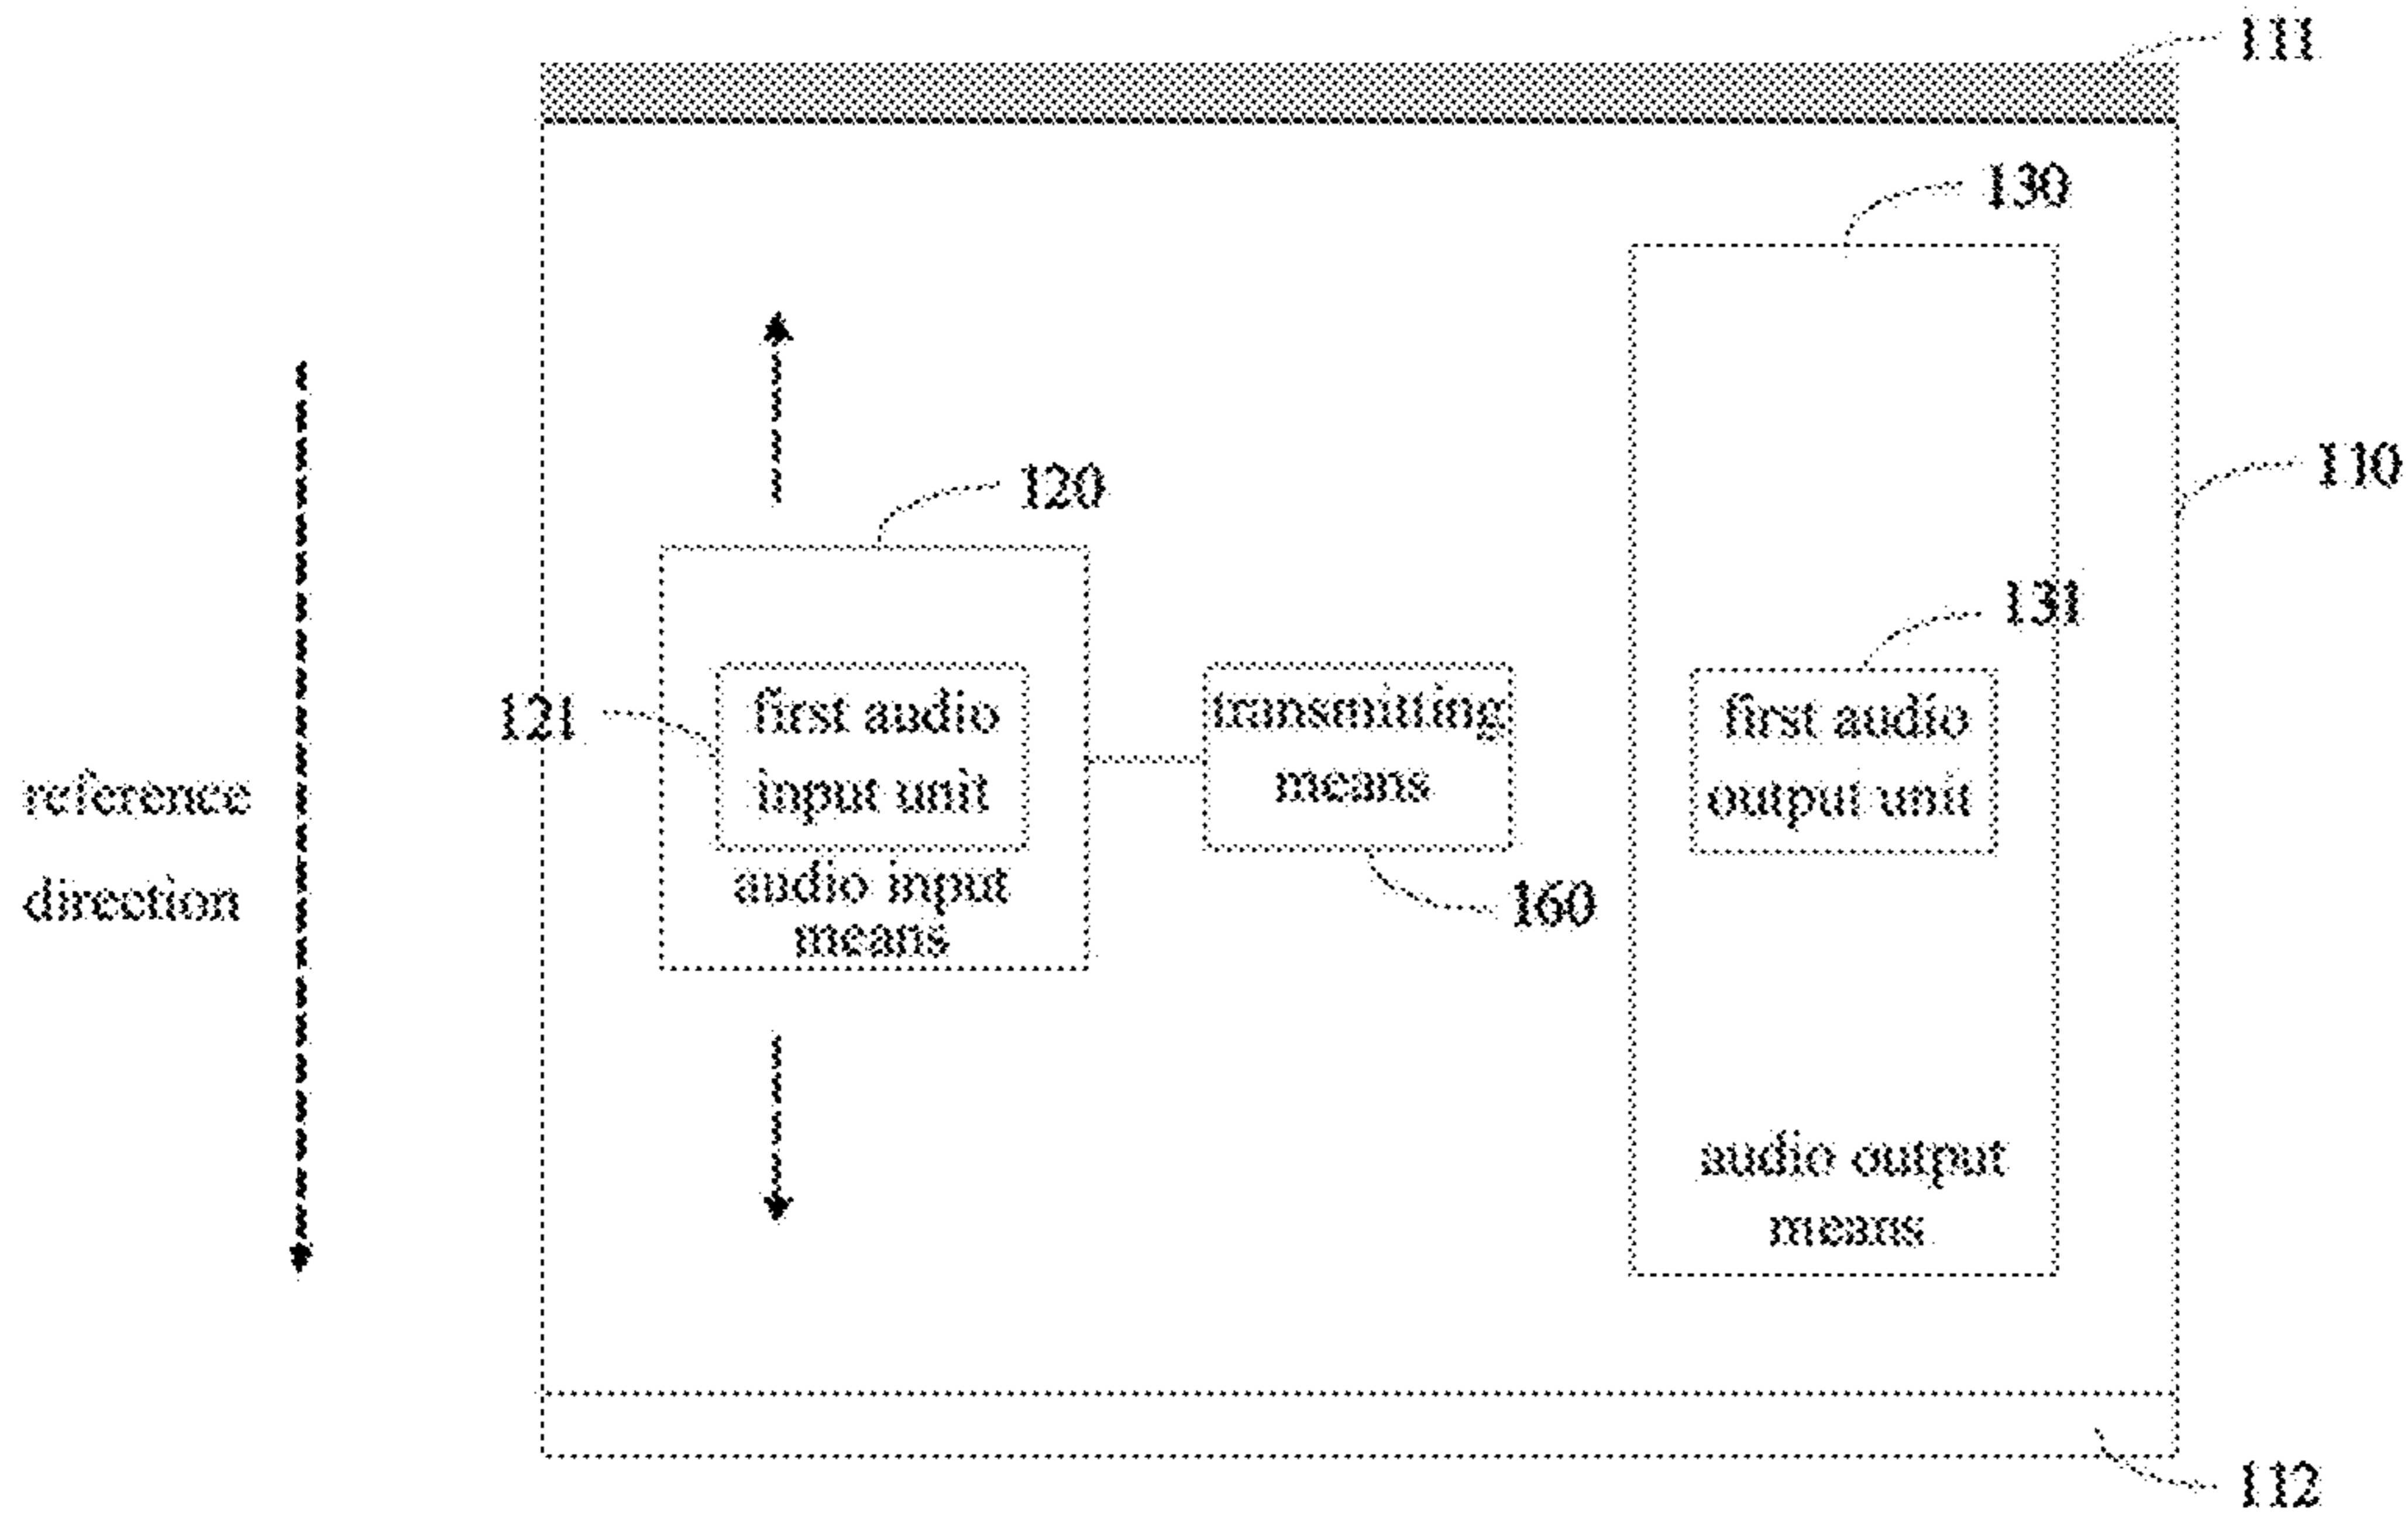 111
130
110
120
131
121
first audio
input unit
transmitting
means
first audio
output unit
reference
direction
audio input
means
160
audio output
means
112